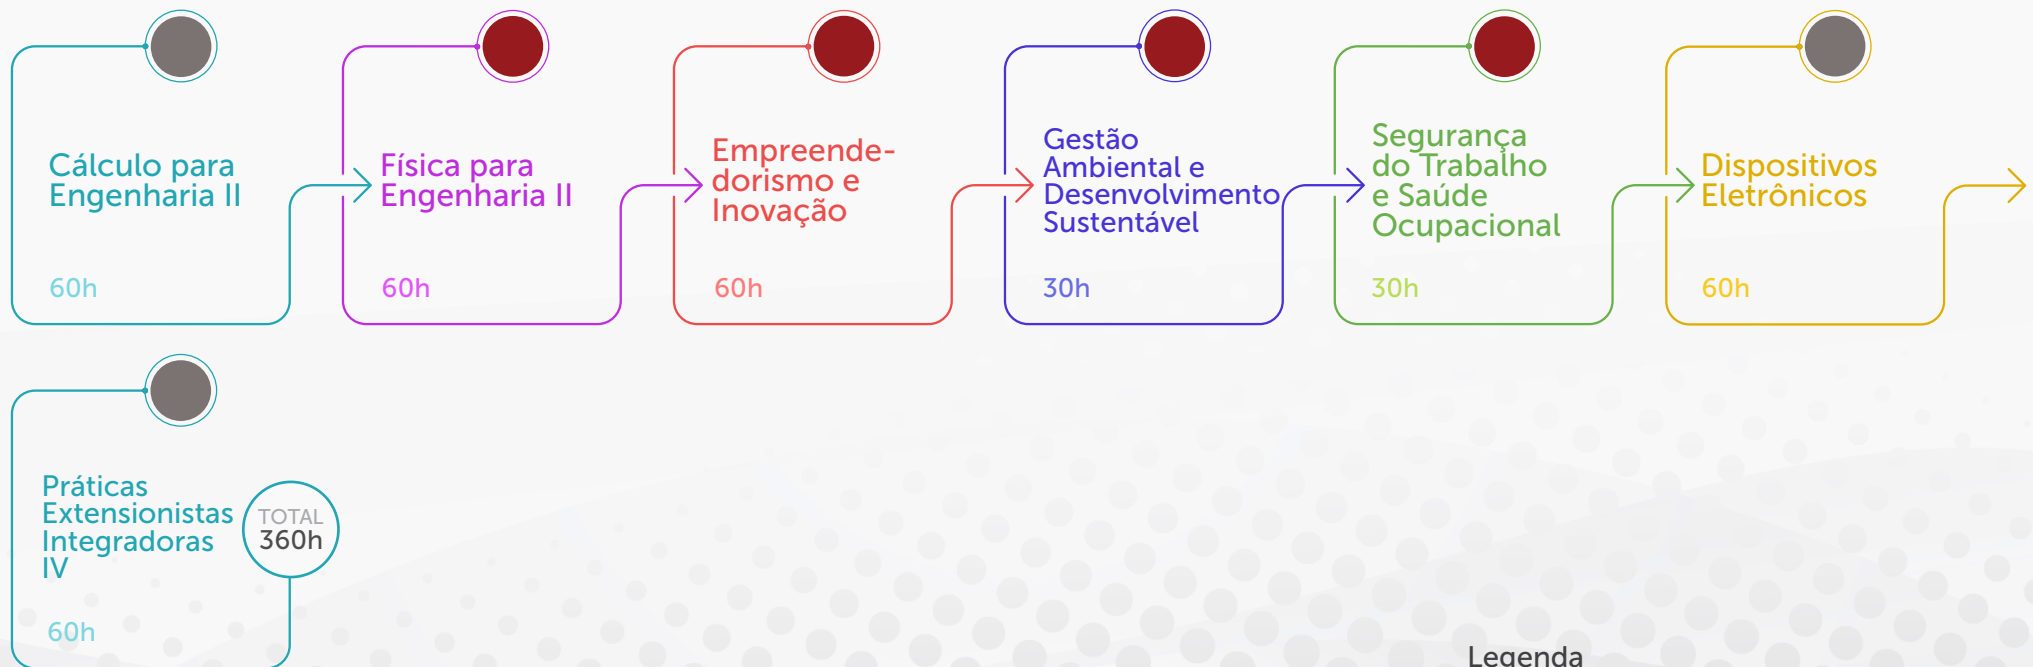 Cálculo para
Engenharia II
60h
Física para
Engenharia II
60h
Empreende-
dorismo e
Inovação
60h
Gestão
Ambiental e
Desenvolvimento
Sustentável
30h
Segurança
do Trabalho
e Saúde
Ocupacional
30h
Dispositivos
Eletrônicos
60h
Práticas
Extensionistas
Integradoras
IV
60h
TOTAL
360h
Legenda